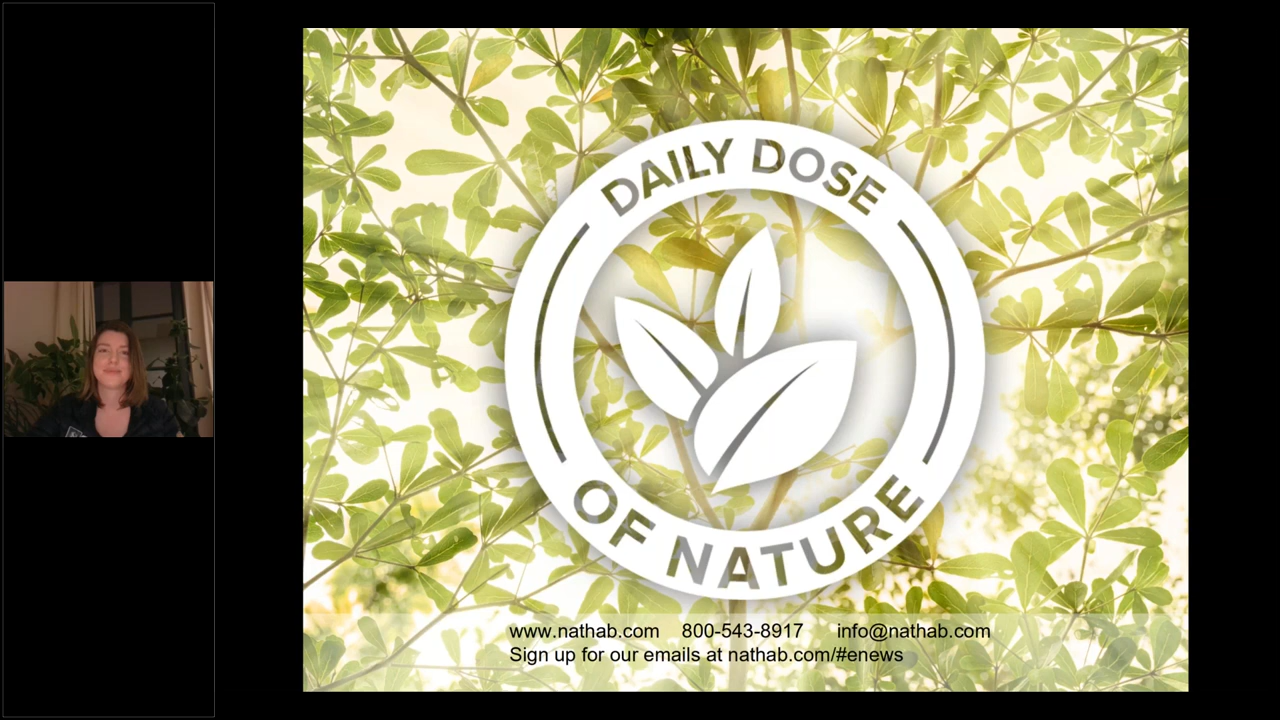 DAILY DOSE
OF NATURE
www.nathab.com 800-543-8917 info@nathab.com
Sign up for our emails at nathab.com/#enews